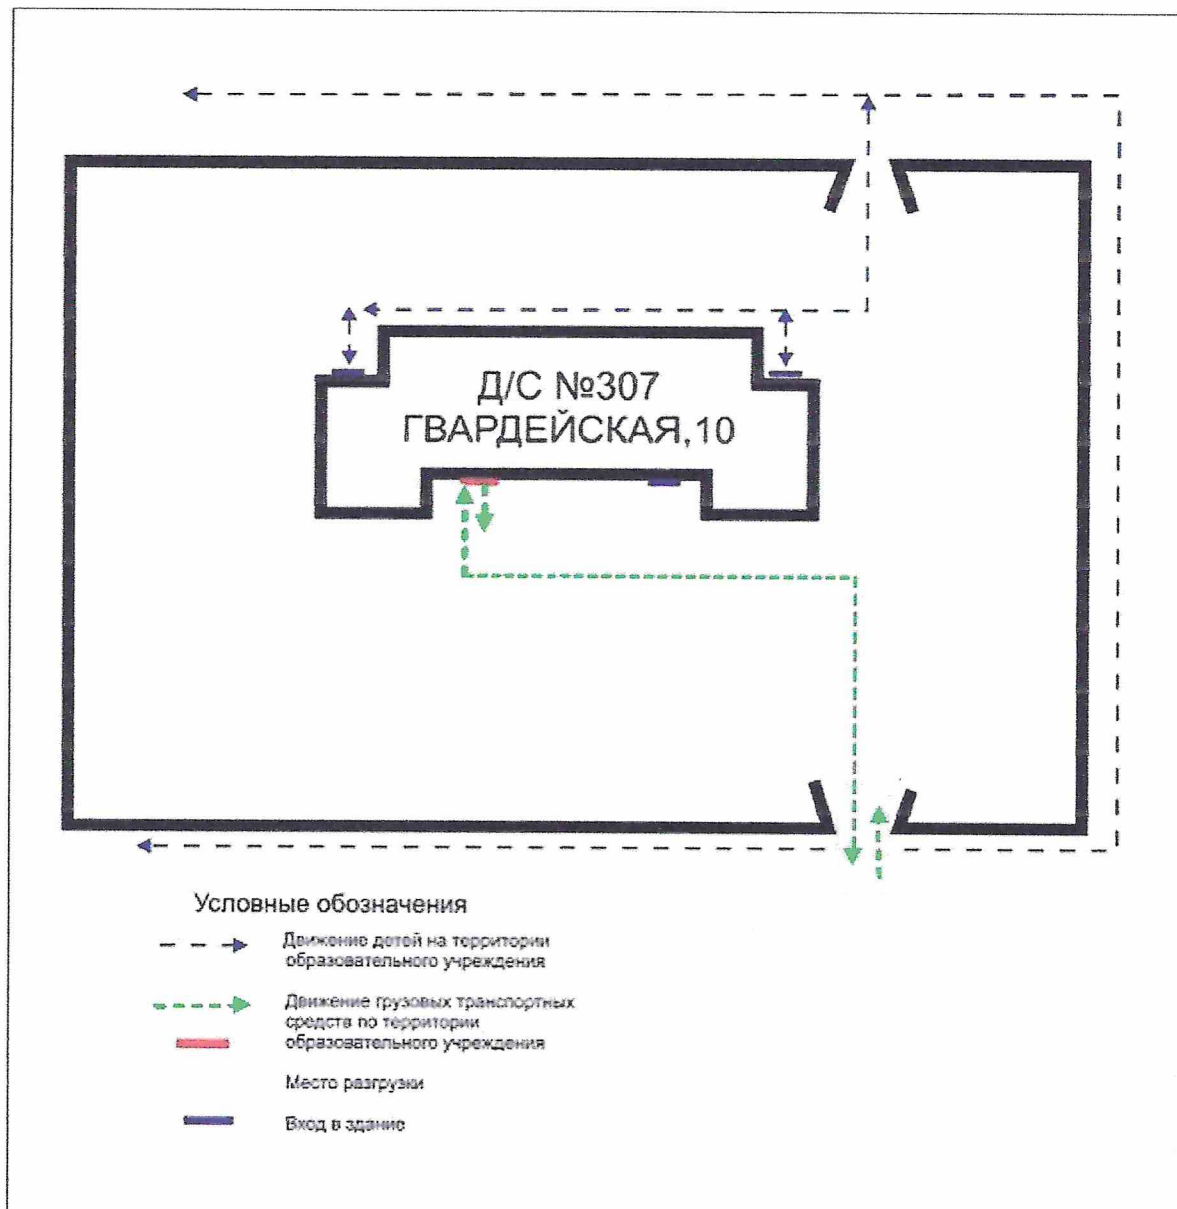 Д/С №307
ГВАРДЕЙСКАЯ,10
Условные обозначения
Движение детей на территории
образовательного учреждения
Движение грузовых транспортных
средств по территории
образовательного учреждения
Место разгрузки
Вход в здание